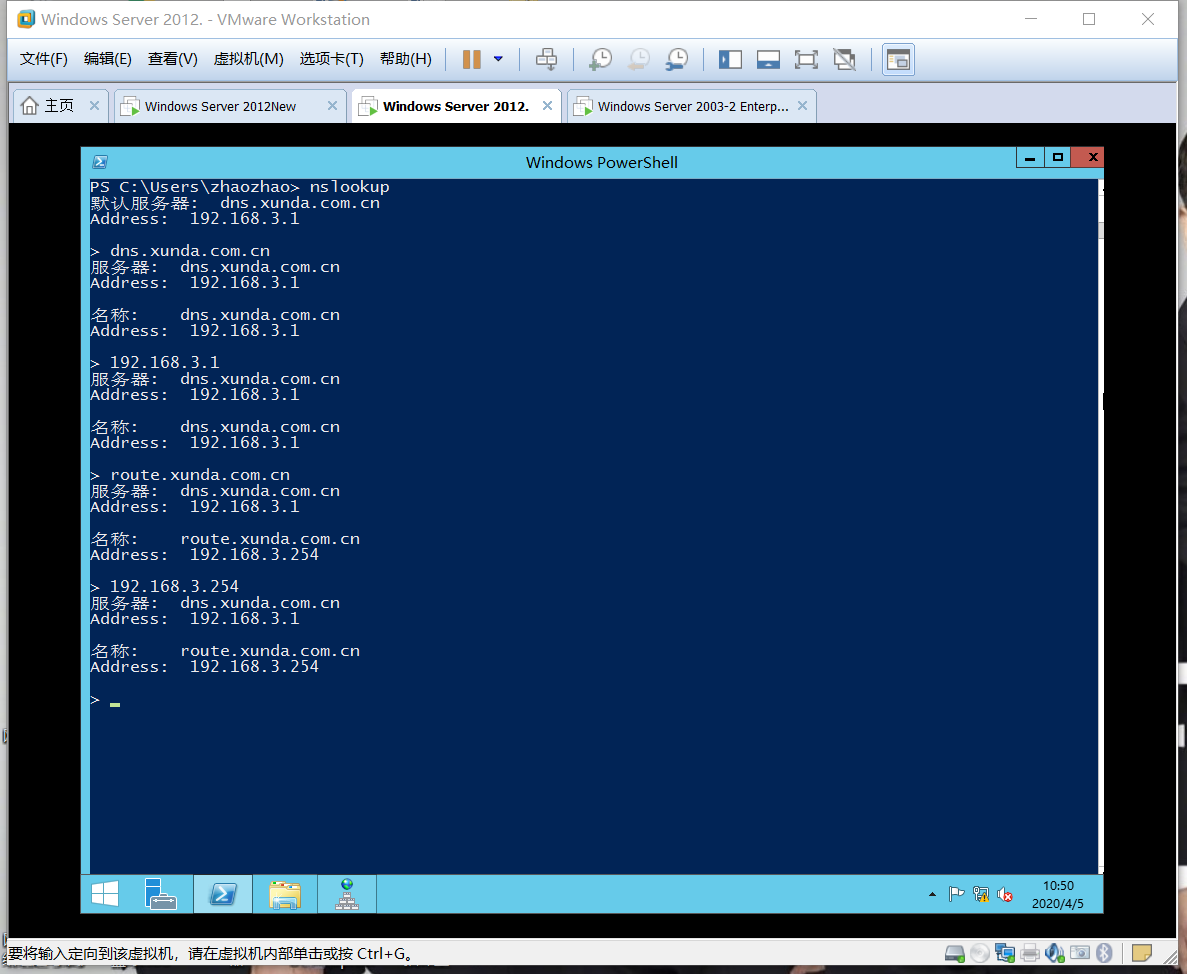 Windows Server 2012. - VMware Workstation
文件(F) 编辑(E) 查看(V) 虚拟机(M) 选项卡(T) 帮助(H)
主页 Windows Server 2012New Windows Server 2012. Windows Server 2003-2 Enterp...
Windows PowerShell
PS C:\Users\zhaozhao> nslookup
默认服务器:  dns.xunda.com.cn
Address:  192.168.3.1
> dns.xunda.com.cn
服务器:  dns.xunda.com.cn
Address:  192.168.3.1
名称:    dns.xunda.com.cn
Address:  192.168.3.1
> 192.168.3.1
服务器:  dns.xunda.com.cn
Address:  192.168.3.1
名称:    dns.xunda.com.cn
Address:  192.168.3.1
> route.xunda.com.cn
服务器:  dns.xunda.com.cn
Address:  192.168.3.1
名称:    route.xunda.com.cn
Address:  192.168.3.254
> 192.168.3.254
服务器:  dns.xunda.com.cn
Address:  192.168.3.1
名称:    route.xunda.com.cn
Address:  192.168.3.254
>
10:50
2020/4/5
要将输入定向到该虚拟机，请在虚拟机内部单击或按 Ctrl+G。